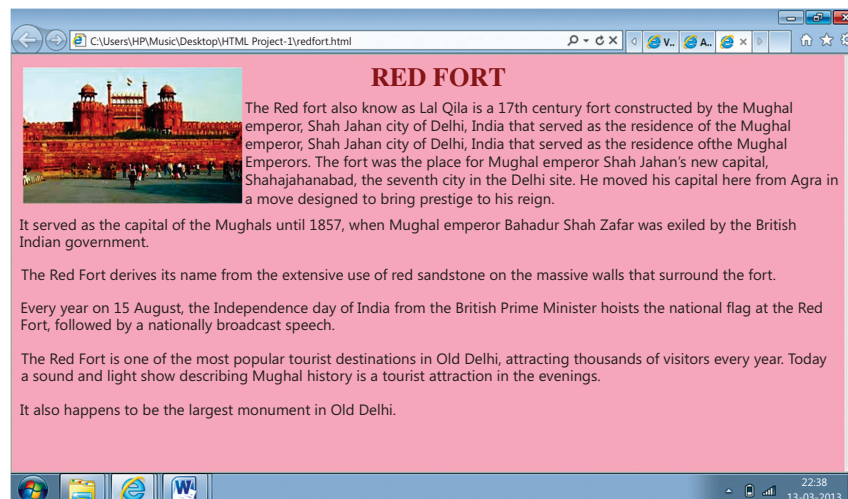 C:\Users\HP\Music\Desktop\HTML Project-1\redfort.html
V..
A..
RED FORT
The Red fort also know as Lal Qila is a 17th century fort constructed by the Mughal
emperor, Shah Jahan city of Delhi, India that served as the residence of the Mughal
emperor, Shah Jahan city of Delhi, India that served as the residence ofthe Mughal
Emperors. The fort was the place for Mughal emperor Shah Jahan's new capital,
Shahajahanabad, the seventh city in the Delhi site. He moved his capital here from Agra in
a move designed to bring prestige to his reign.
It served as the capital of the Mughals until 1857, when Mughal emperor Bahadur Shah Zafar was exiled by the British
Indian government.
The Red Fort derives its name from the extensive use of red sandstone on the massive walls that surround the fort.
Every year on 15 August, the Independence day of India from the British Prime Minister hoists the national flag at the Red
Fort, followed by a nationally broadcast speech.
The Red Fort is one of the most popular tourist destinations in Old Delhi, attracting thousands of visitors every year. Today
a sound and light show describing Mughal history is a tourist attraction in the evenings.
It also happens to be the largest monument in Old Delhi.
22:38
13-03-2013